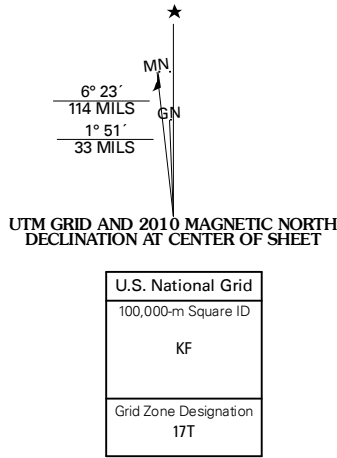 ★
M.N.
6° 23´
114 MILS
GN
1° 51´
33 MILS
UTM GRID AND 2010 MAGNETIC NORTH
DECLINATION AT CENTER OF SHEET
U.S. National Grid
100,000-m Square ID
KF
Grid Zone Designation
17T